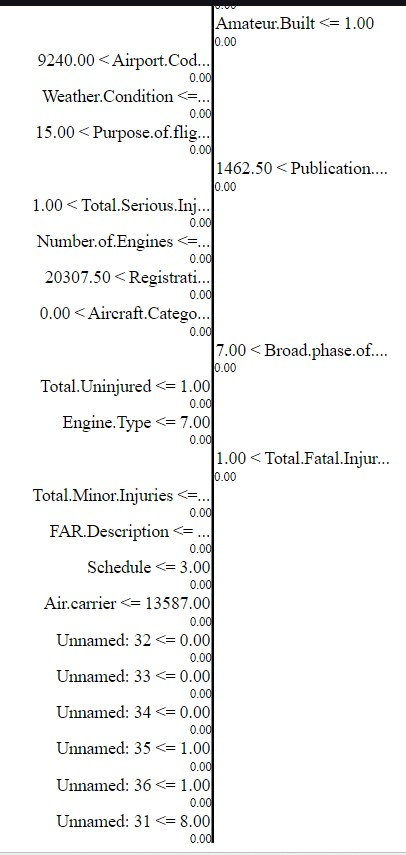 0.00
Amateur.Built <= 1.00
0.00
9240.00 < Airport.Cod...
0.00
Weather.Condition <=...
0.00
15.00 < Purpose.of.flig...
0.00
1462.50 < Publication....
0.00
1.00 < Total.Serious.Inj...
0.00
Number.of.Engines <=...
0.00
20307.50 < Registrati...
0.00
0.00 < Aircraft.Catego...
0.00
7.00 < Broad.phase.of....
0.00
Total.Uninjured <= 1.00
0.00
Engine.Type <= 7.00
0.00
1.00 < Total.Fatal.Injur...
0.00
Total.Minor.Injuries <=...
0.00
FAR.Description <= ...
0.00
Schedule <= 3.00
0.00
Air.carrier <= 13587.00
0.00
Unnamed: 32 <= 0.00
0.00
Unnamed: 33 <= 0.00
0.00
Unnamed: 34 <= 0.00
0.00
Unnamed: 35 <= 1.00
0.00
Unnamed: 36 <= 1.00
0.00
Unnamed: 31 <= 8.00
0.00